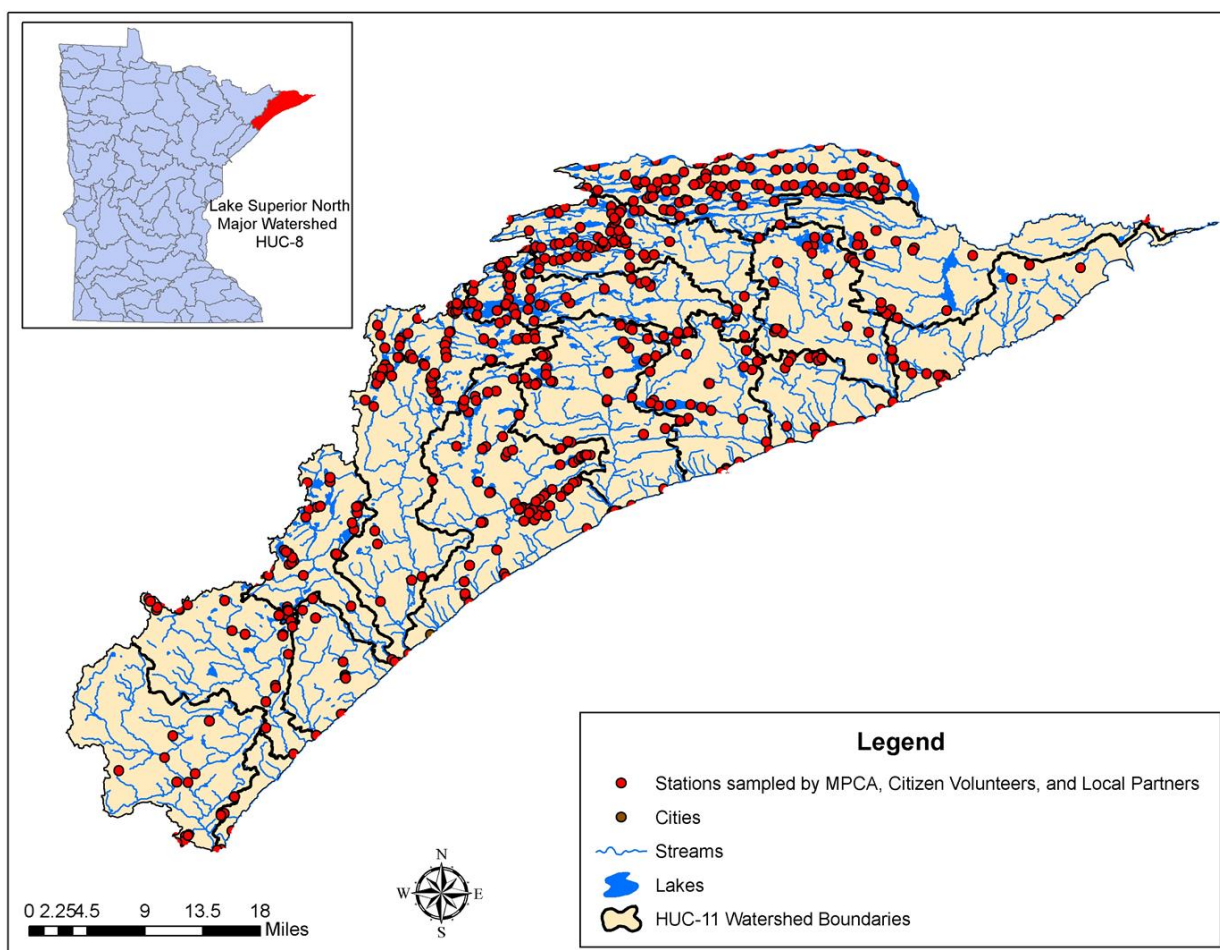 Lake Superior North
Major Watershed
HUC-8
Legend
Stations sampled by MPCA, Citizen Volunteers, and Local Partners
Cities
Streams
Lakes
HUC-11 Watershed Boundaries
N
W E
S
0 2.254.5 9 13.5 18
Miles